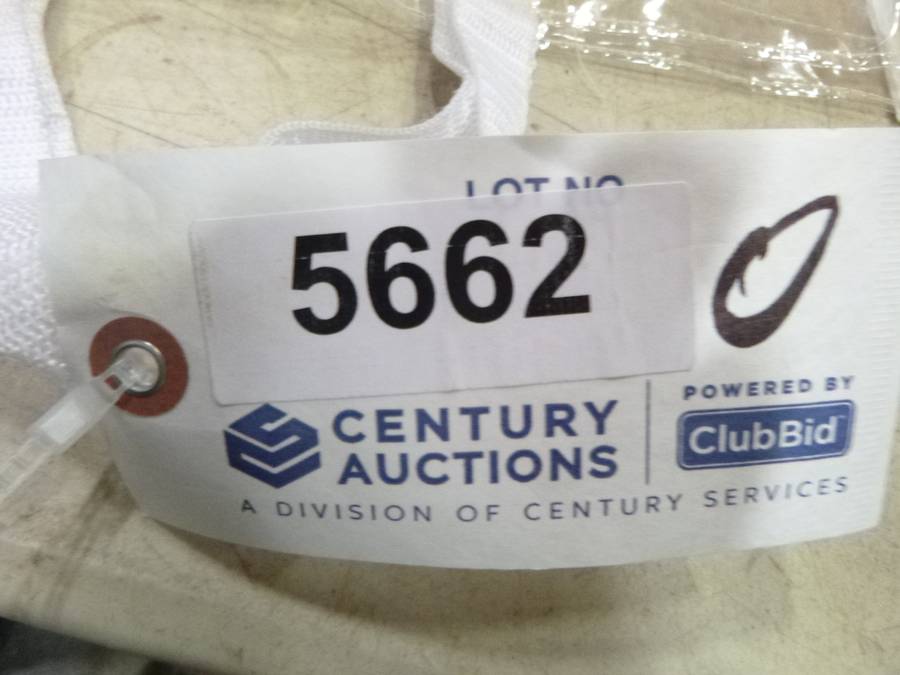 LOT NO
5662
CENTURY
AUCTIONS
A DIVISION OF CENTURY SERVICES
POWERED BY
ClubBid